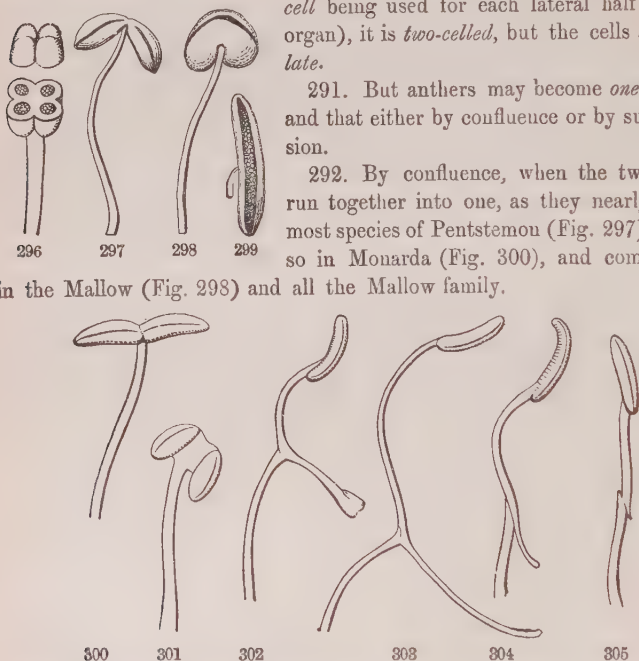 cell being used for each lateral half
organ), it is two-celled, but the cells
late.
291. But anthers may become one
and that either by confluence or by su
sion.
292. By confluence, when the tw
run together into one, as they nearl
most species of Pentstemon (Fig. 297)
so in Monarda (Fig. 300), and com
in the Mallow (Fig. 298) and all the Mallow family.
296 297 298 299
300 301 302 303 304 305